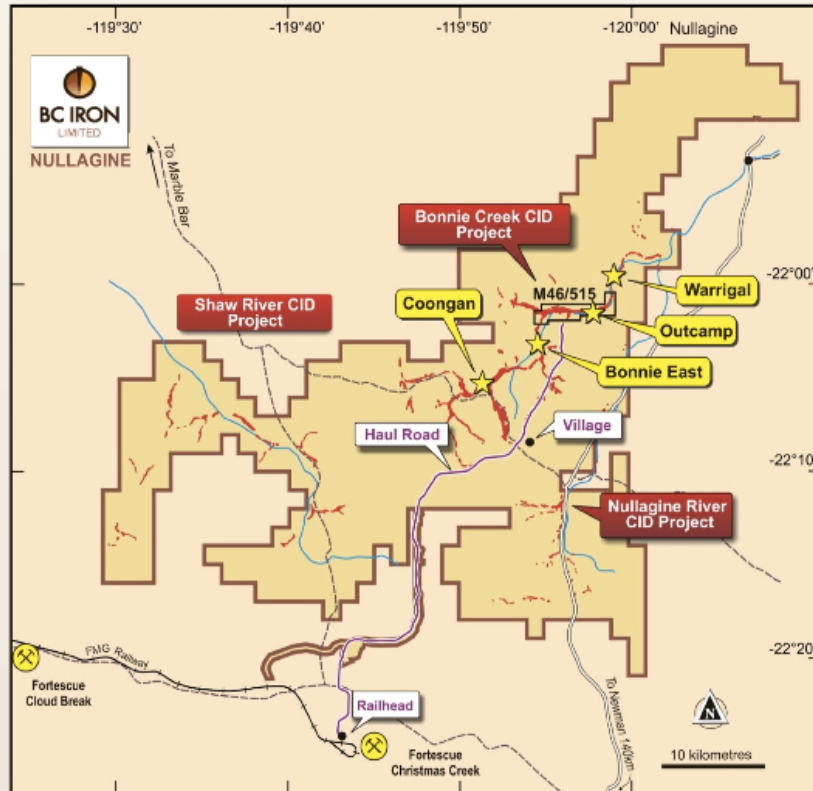 -119°30'
-119°40'
-119°50'
-120°00'
Nullagine
BC IRON
LIMITED
NULLAGINE
To Marble Bar
Bonnie Creek CID
Project
-22°00'
M46/515
Warrigal
Shaw River CID
Project
Coongan
Outcamp
Bonnie East
Haul Road
Village
-22°10'
Nullagine River
CID Project
-22°20'
FMG Railway
Fortescue
Cloud Break
To Newman 140km
Railhead
N
Fortescue
Christmas Creek
10 kilometres